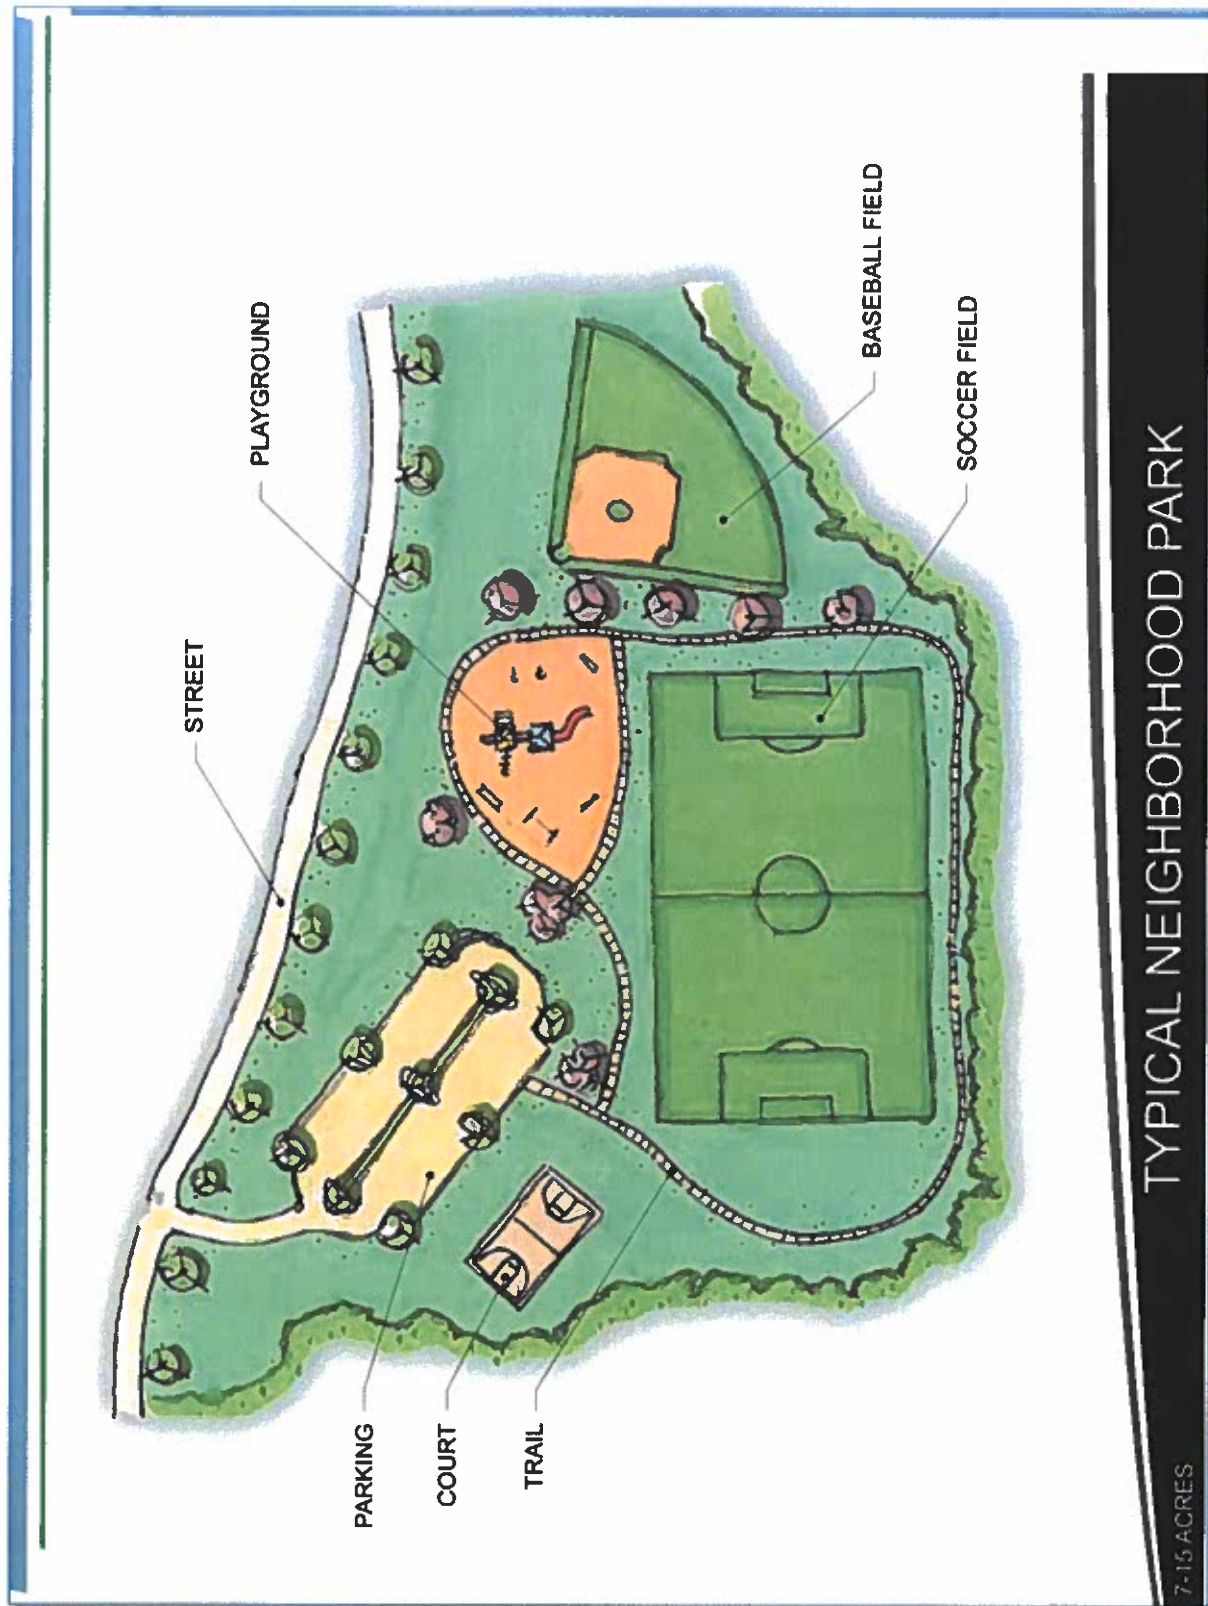 STREET
PLAYGROUND
PARKING
COURT
TRAIL
BASEBALL FIELD
SOCCER FIELD
TYPICAL NEIGHBORHOOD PARK
7-15 ACRES